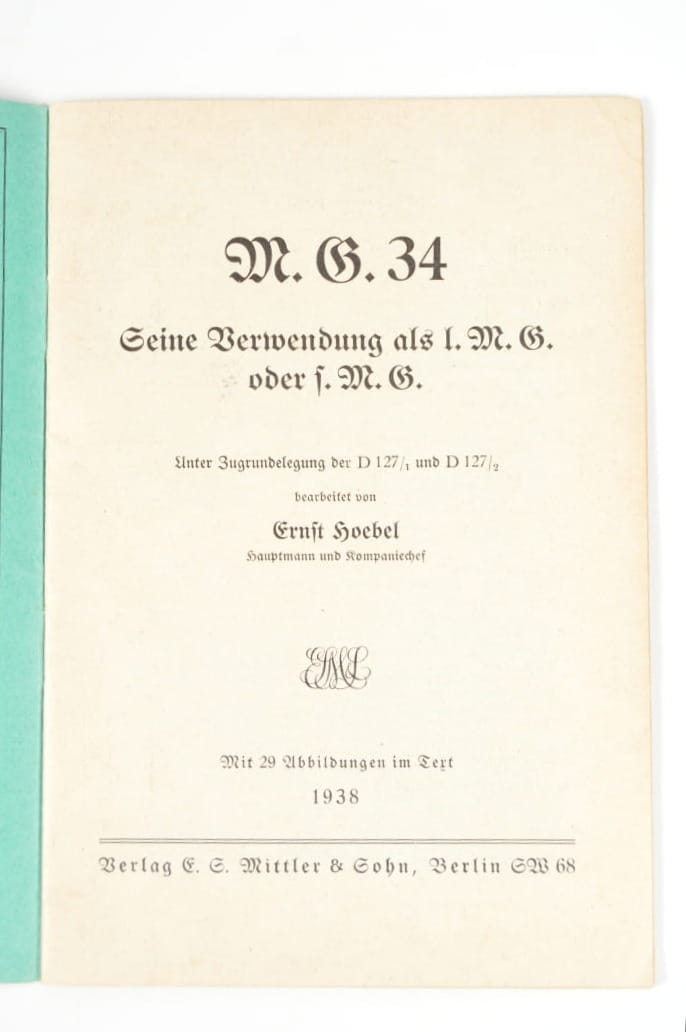 M. G. 34
Seine Verwendung als l. M. G.
oder ſ. M. G.
Unter Zugrundelegung der D 127/₁ und D 127/₂
bearbeitet von
Ernſt Hoebel
Hauptmann und Kompaniechef
Mit 29 Abbildungen im Text
1938
Verlag E. S. Mittler & Sohn, Berlin SW 68